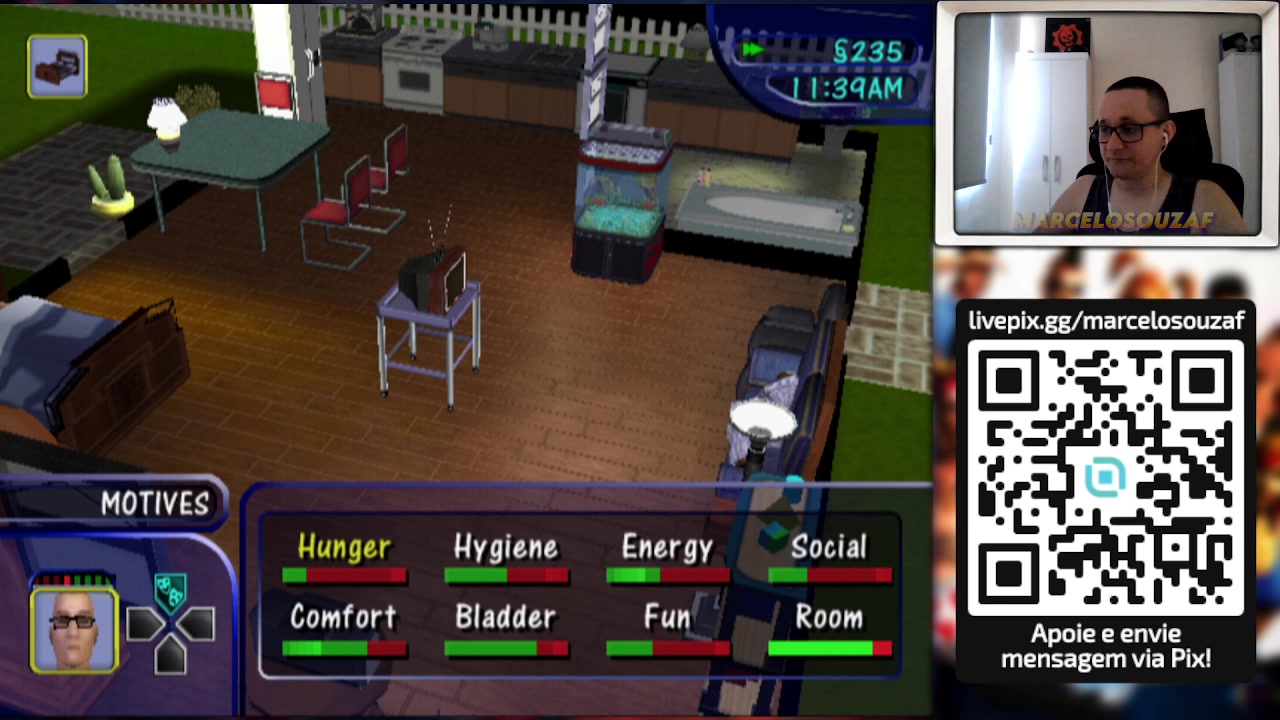 §235
11:39AM
MARCELOSOUZAF
livepix.gg/marcelosouzaf
MOTIVES
Hunger
Hygiene
Energy
Social
Comfort
Bladder
Fun
Room
Apoie e envie
mensagem via Pix!